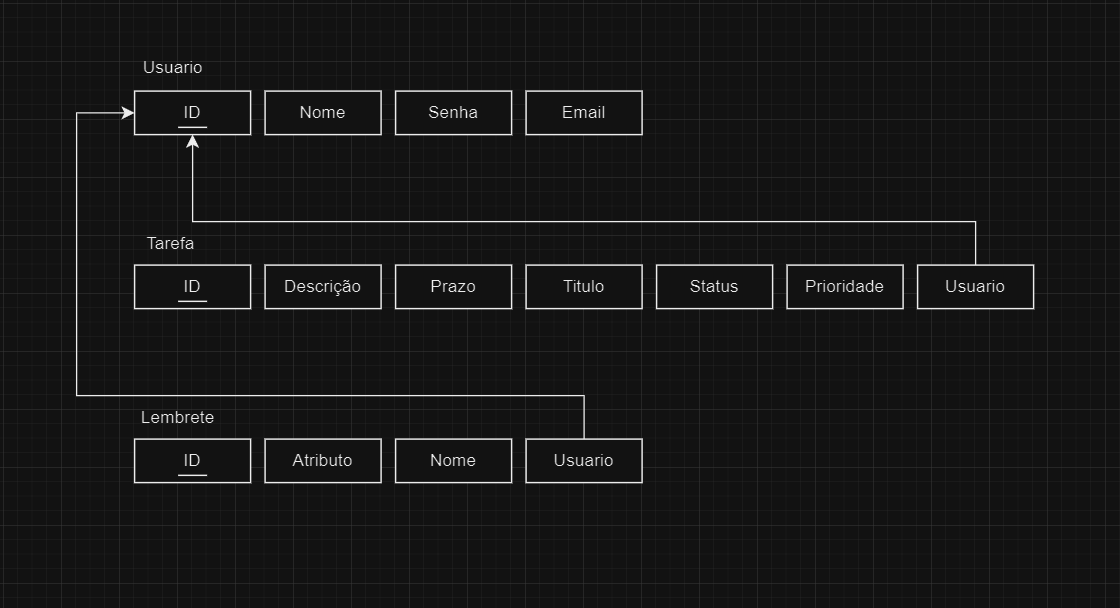 Usuario
ID Nome Senha Email
Tarefa
ID Descrição Prazo Titulo Status Prioridade Usuario
Lembrete
ID Atributo Nome Usuario